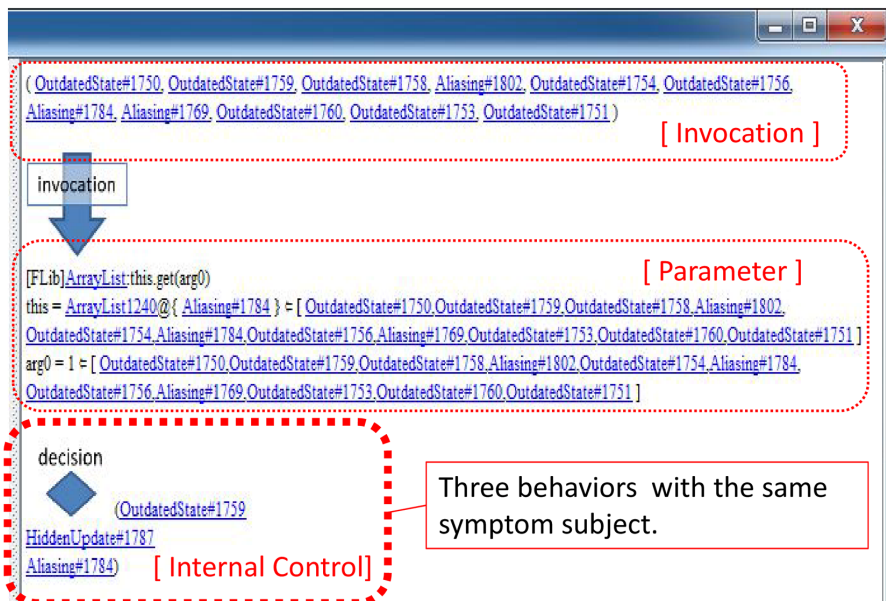 ( OutdatedState#1750, OutdatedState#1759, OutdatedState#1758, Aliasing#1802, OutdatedState#1754, OutdatedState#1756,
Aliasing#1784, Aliasing#1769, OutdatedState#1760, OutdatedState#1753, OutdatedState#1751 )
[ Invocation ]
invocation
[ Parameter ]
[FLib]ArrayList:this.get(arg0)
this = ArrayList1240@{ Aliasing#1784 } ⊨ [ OutdatedState#1750,OutdatedState#1759,OutdatedState#1758,Aliasing#1802,
OutdatedState#1754,Aliasing#1784,OutdatedState#1756,Aliasing#1769,OutdatedState#1753,OutdatedState#1760,OutdatedState#1751 ]
arg0 = 1 ⊨ [ OutdatedState#1750,OutdatedState#1759,OutdatedState#1758,Aliasing#1802,OutdatedState#1754,Aliasing#1784,
OutdatedState#1756,Aliasing#1769,OutdatedState#1753,OutdatedState#1760,OutdatedState#1751 ]
decision
(OutdatedState#1759
HiddenUpdate#1787
Aliasing#1784)
[ Internal Control]
Three behaviors with the same
symptom subject.